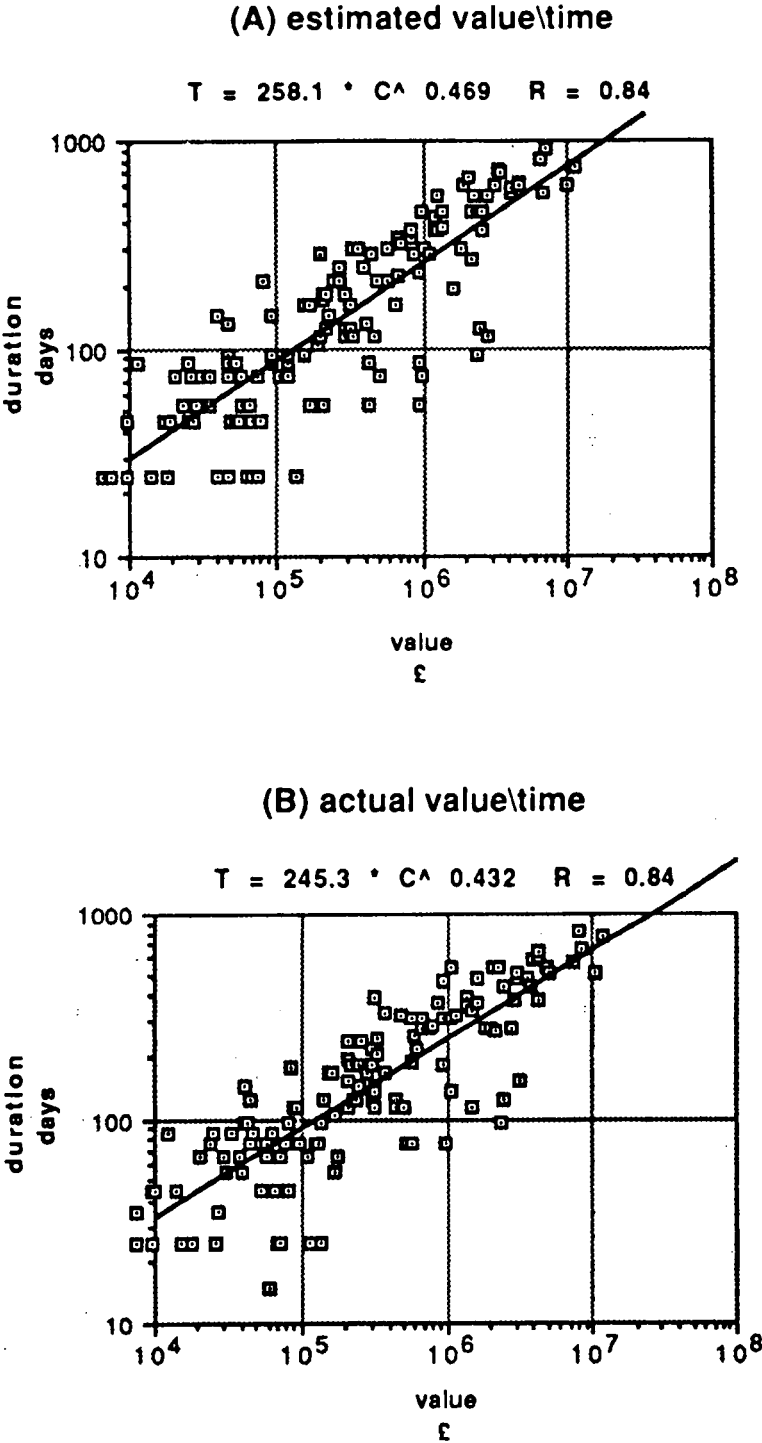 (A) estimated value\time
T = 258.1 * C^ 0.469 R = 0.84
1000
100
10
duration
days
10^4 10^5 10^6 10^7 10^8
value
£
(B) actual value\time
T = 245.3 * C^ 0.432 R = 0.84
1000
100
10
duration
days
10^4 10^5 10^6 10^7 10^8
value
£